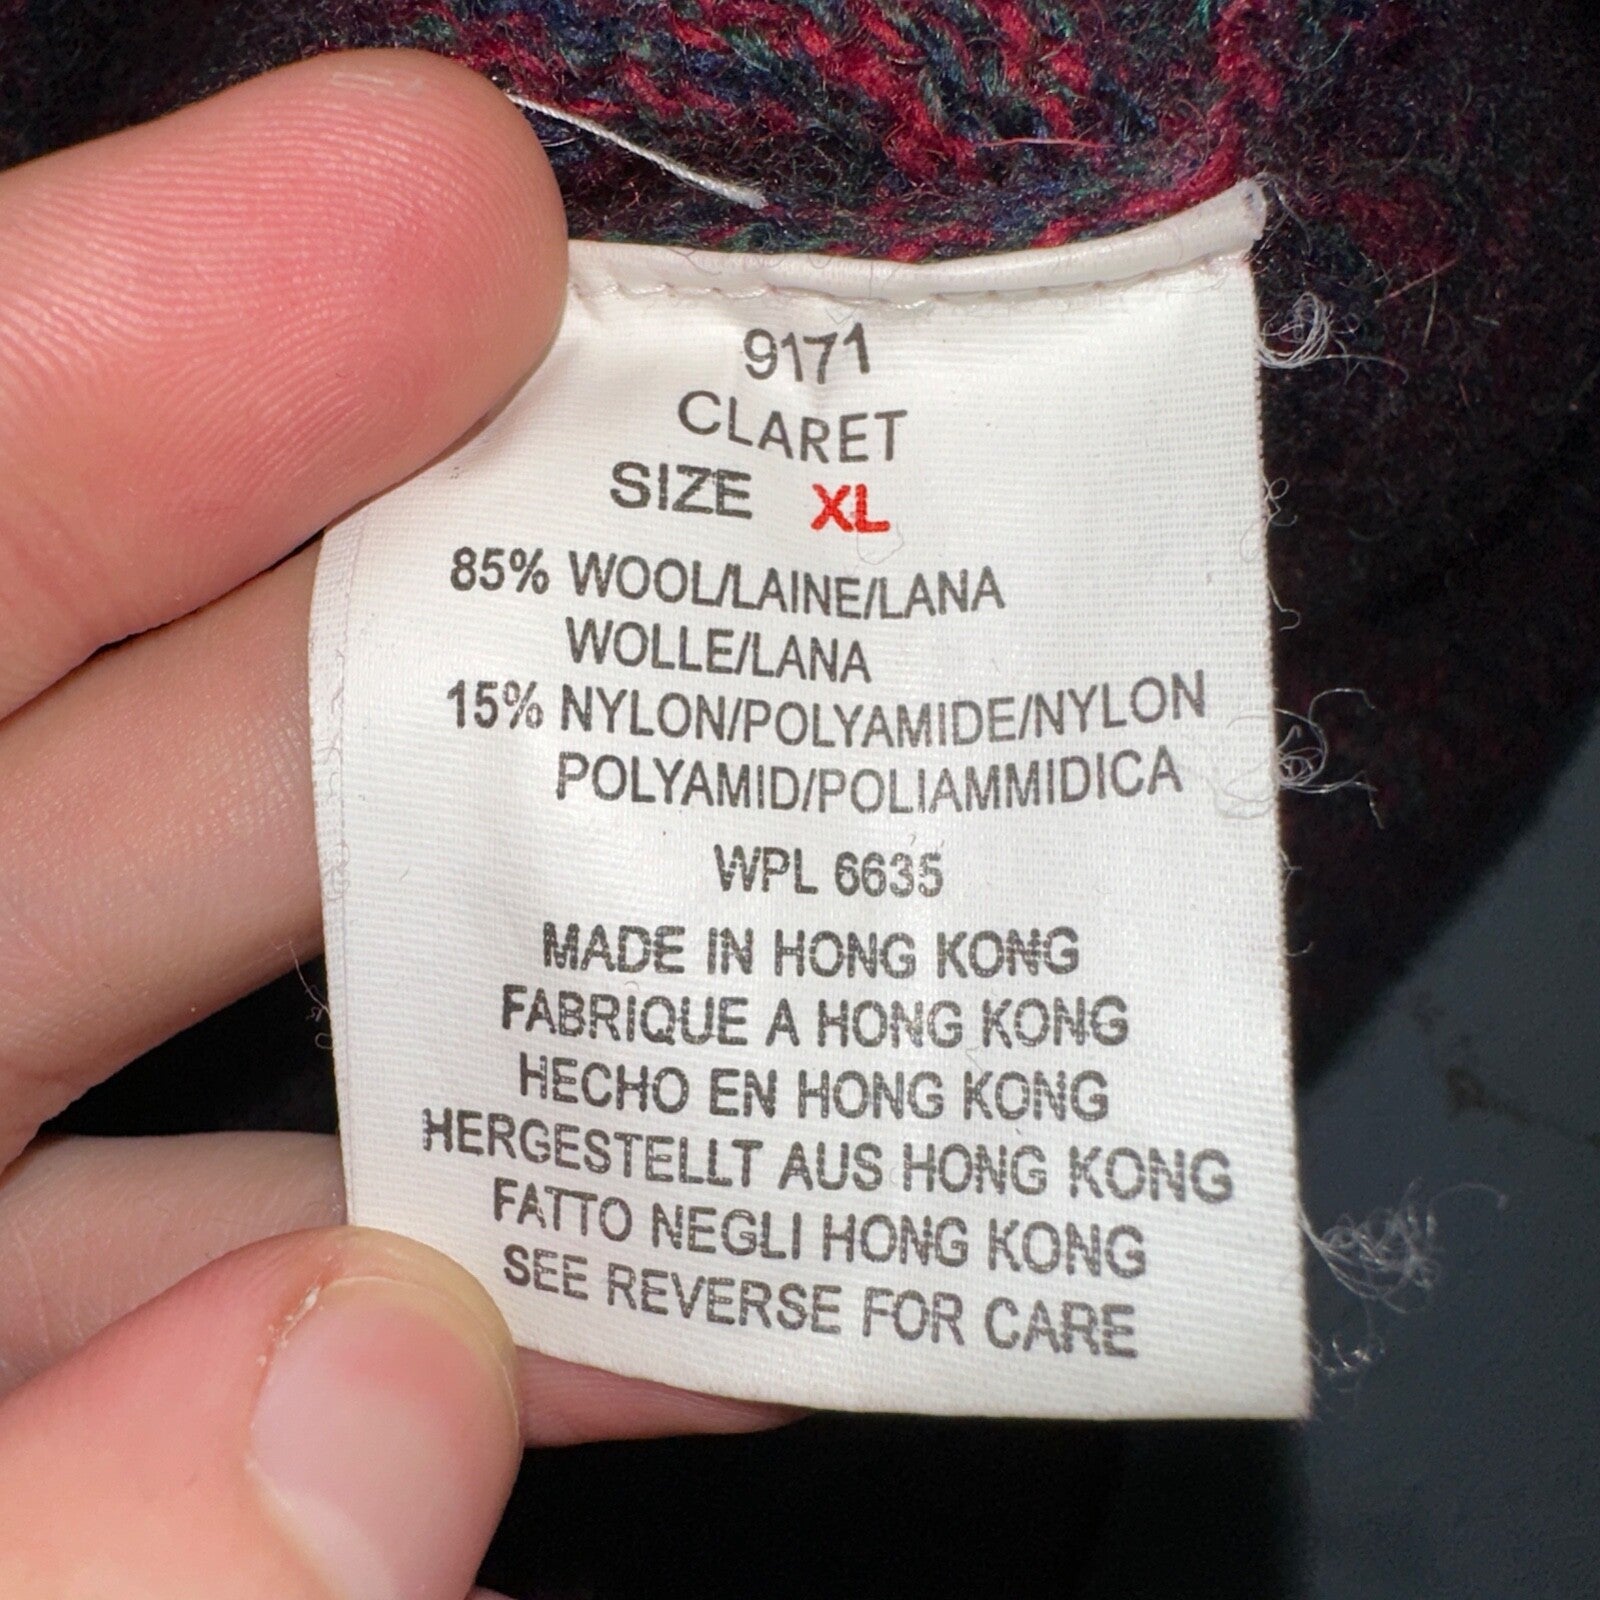 9171
CLARET
SIZE XL
85% WOOL/LAINE/LANA
WOLLE/LANA
15% NYLON/POLYAMIDE/NYLON
POLYAMID/POLIAMMIDICA
WPL 6635
MADE IN HONG KONG
FABRIQUE A HONG KONG
HECHO EN HONG KONG
HERGESTELLT AUS HONG KONG
FATTO NEGLI HONG KONG
SEE REVERSE FOR CARE